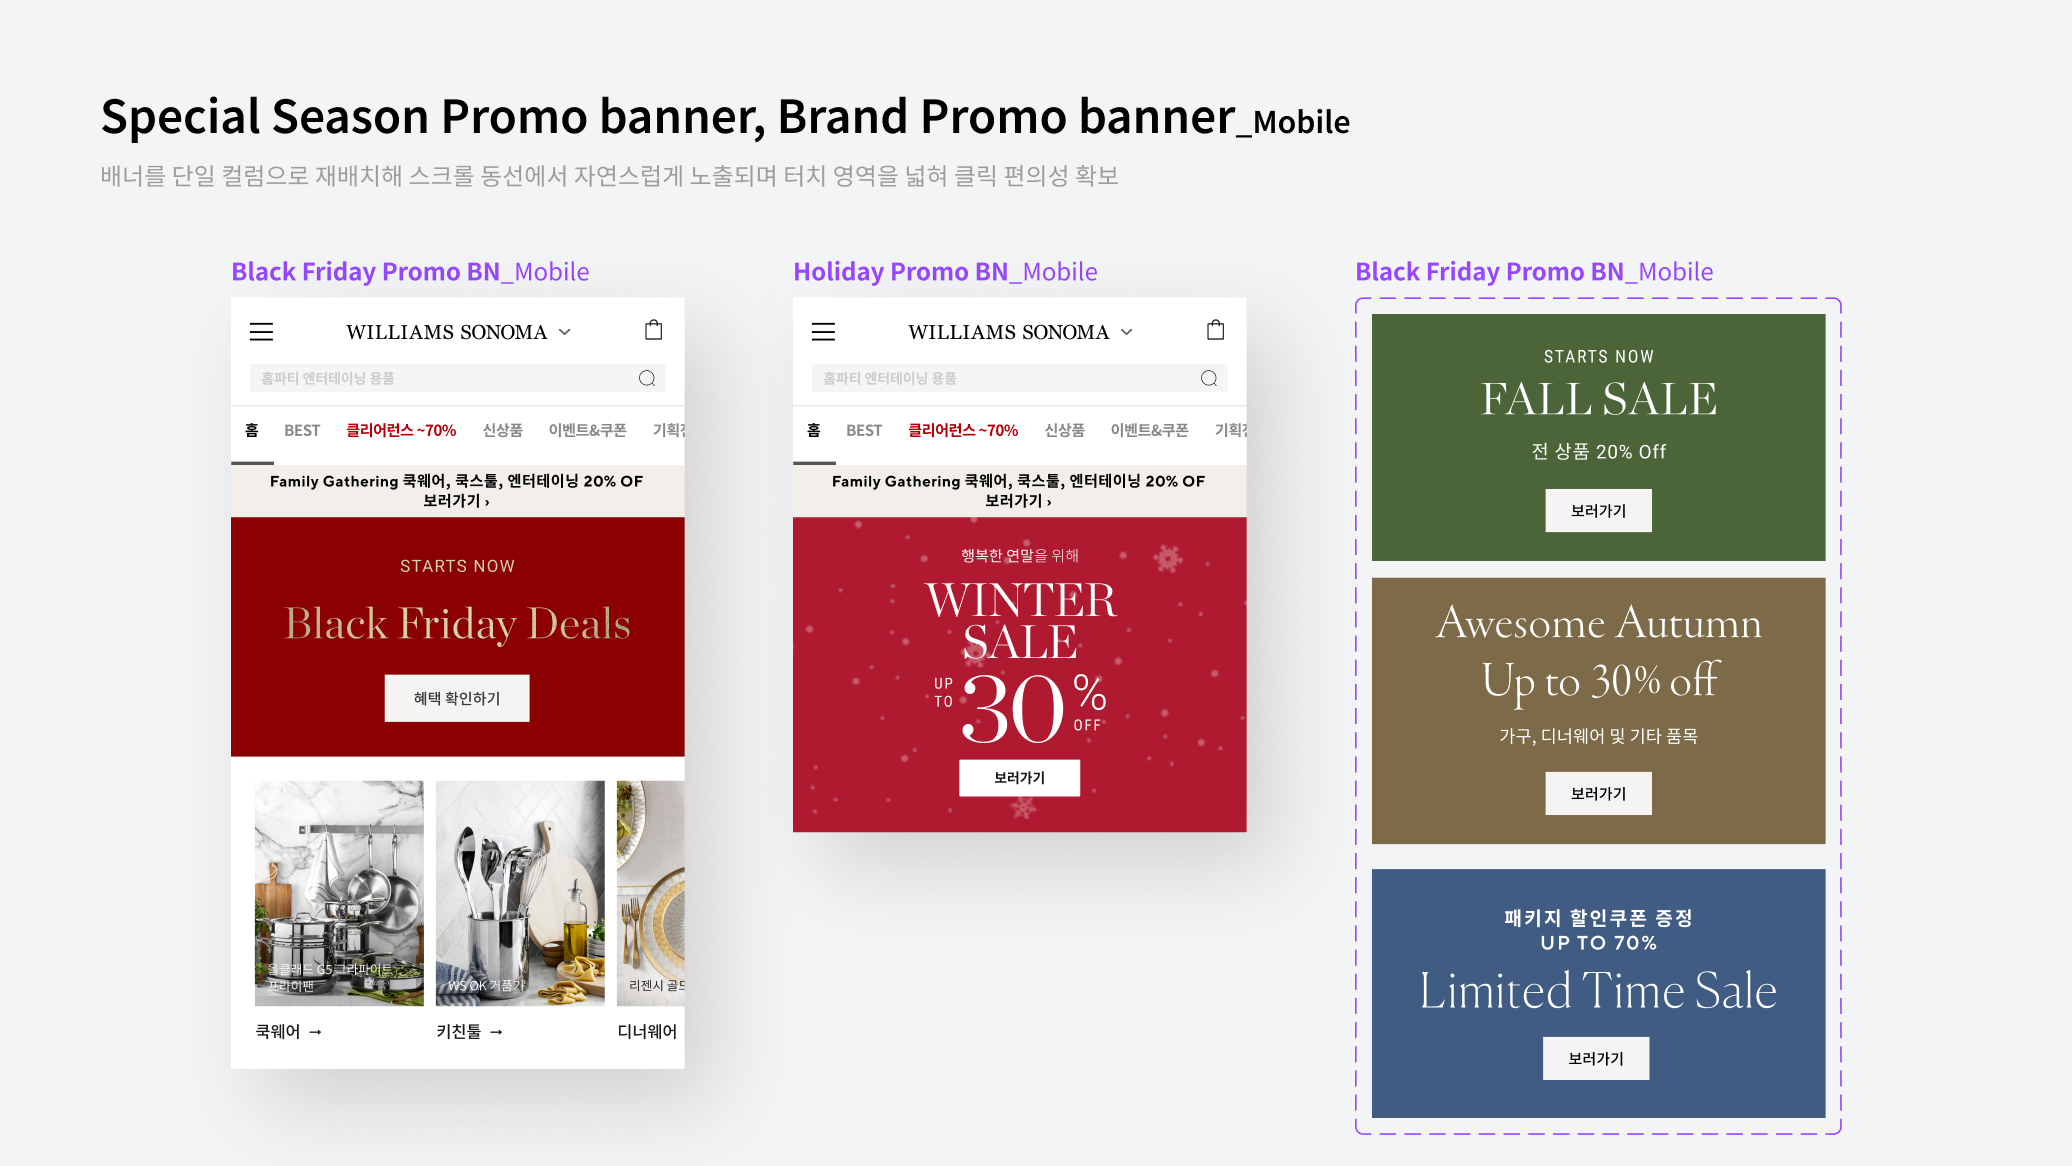 Special Season Promo banner, Brand Promo banner_Mobile
배너를 단일 컬럼으로 재배치해 스크롤 동선에서 자연스럽게 노출되며 터치 영역을 넓혀 클릭 편의성 확보
Black Friday Promo BN_Mobile
WILLIAMS SONOMA
홈파티 엔터테이닝 용품
홈 BEST 클리어런스 ~70% 신상품 이벤트&쿠폰 기획
Family Gathering 쿡웨어, 쿡스툴, 엔터테이닝 20% OF
보러가기 ›
STARTS NOW
Black Friday Deals
혜택 확인하기
올클래드 G5 그라파이트
프라이팬
WS OK 거품기
리젠시 골드
쿡웨어 →
키친툴 →
디너웨어
Holiday Promo BN_Mobile
WILLIAMS SONOMA
홈파티 엔터테이닝 용품
홈 BEST 클리어런스 ~70% 신상품 이벤트&쿠폰 기획
Family Gathering 쿡웨어, 쿡스툴, 엔터테이닝 20% OF
보러가기 ›
행복한 연말을 위해
WINTER
SALE
UP TO 30% OFF
보러가기
Black Friday Promo BN_Mobile
STARTS NOW
FALL SALE
전 상품 20% Off
보러가기
Awesome Autumn
Up to 30% off
가구, 디너웨어 및 기타 품목
보러가기
패키지 할인쿠폰 증정
UP TO 70%
Limited Time Sale
보러가기